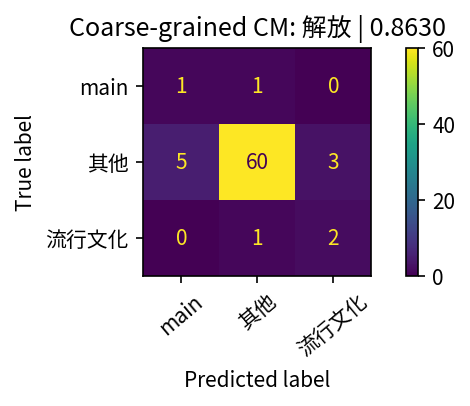 Coarse-grained CM: 解放 | 0.8630
True label
main
其他
流行文化
1 1 0
5 60 3
0 1 2
main 其他 流行文化
Predicted label
60
40
20
0